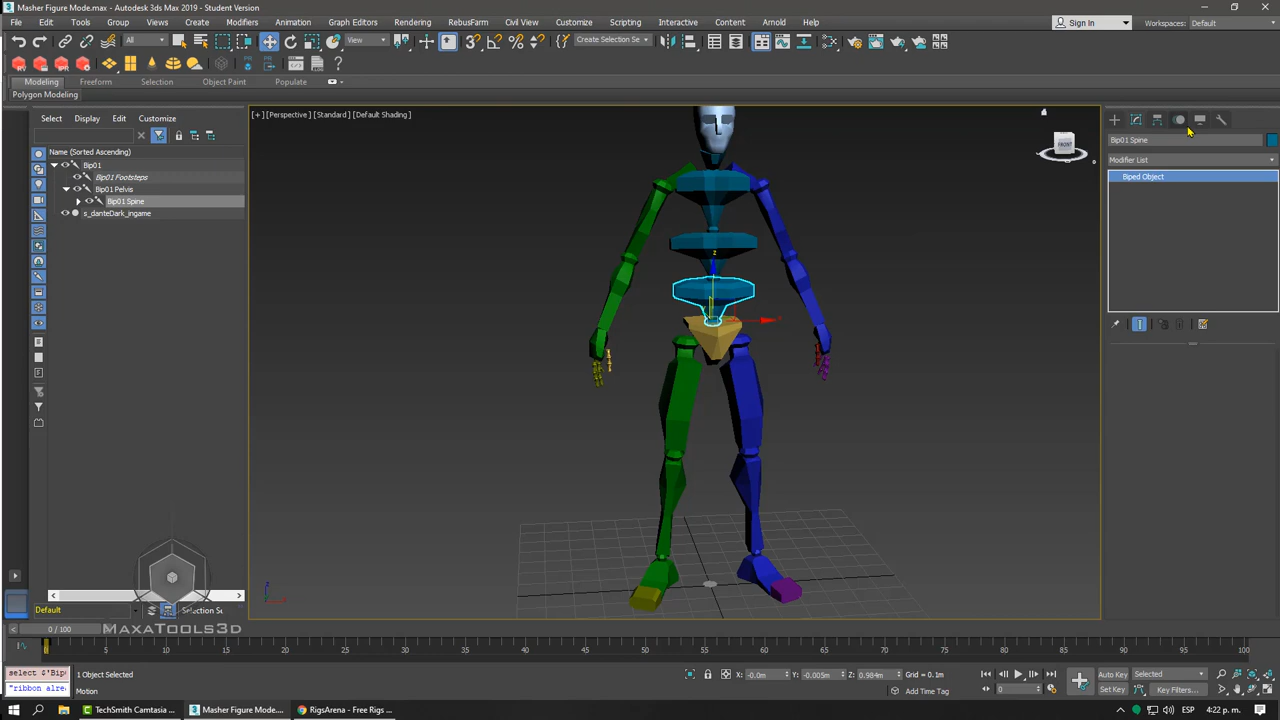 Masher Figure Mode.max - Autodesk 3ds Max 2019 - Student Version
File Edit Tools Group Views Create Modifiers Animation Graph Editors Rendering RebusFarm Civil View Customize Scripting Interactive Content Arnold Help
Sign In Workspaces: Default
All View Create Selection Se
Modeling Freeform Selection Object Paint Populate
Polygon Modeling
Select Display Edit Customize
[+] [Perspective] [Standard] [Default Shading]
FRONT
Bip01 Spine
Name (Sorted Ascending)
Modifier List
Bip01
Biped Object
Bip01 Footsteps
Bip01 Pelvis
Bip01 Spine
s_danteDark_ingame
z
Default
Selection Se
0 / 100
MAXATOOLS3D
0 5 10 15 20 25 30 35 40 45 50 55 60 65 70 75 80 85 90 95 100
select $'Bip
1 Object Selected
X: -0.0m Y: -0.005m Z: 0.984m Grid = 0.1m
Auto Key Selected
"ribbon alre
Motion
Add Time Tag
0
Set Key Key Filters...
TechSmith Camtasia ...
Masher Figure Mode....
RigsArena - Free Rigs ...
ESP 4:22 p. m.